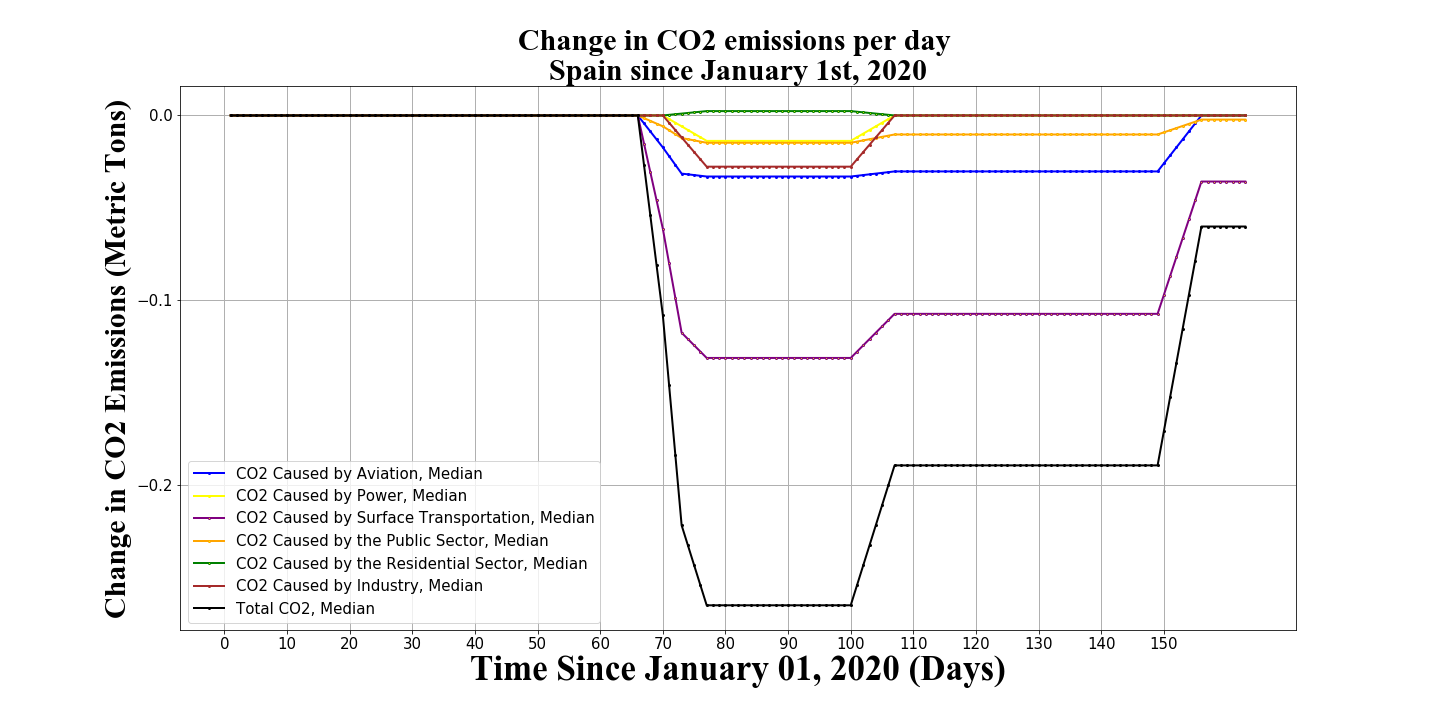 Change in CO2 emissions per day
Spain since January 1st, 2020
Change in CO2 Emissions (Metric Tons)
0.0
−0.1
−0.2
CO2 Caused by Aviation, Median
CO2 Caused by Power, Median
CO2 Caused by Surface Transportation, Median
CO2 Caused by the Public Sector, Median
CO2 Caused by the Residential Sector, Median
CO2 Caused by Industry, Median
Total CO2, Median
0 10 20 30 40 50 60 70 80 90 100 110 120 130 140 150
Time Since January 01, 2020 (Days)